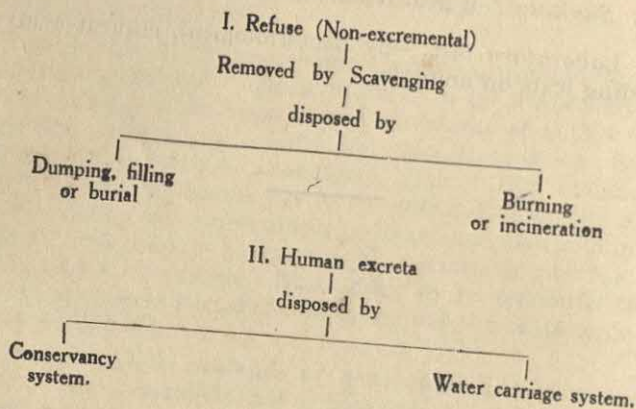 I. Refuse (Non-excremental)
Removed by Scavenging
disposed by
Dumping, filling
or burial
Burning
or incineration
II. Human excreta
disposed by
Conservancy
system.
Water carriage system.